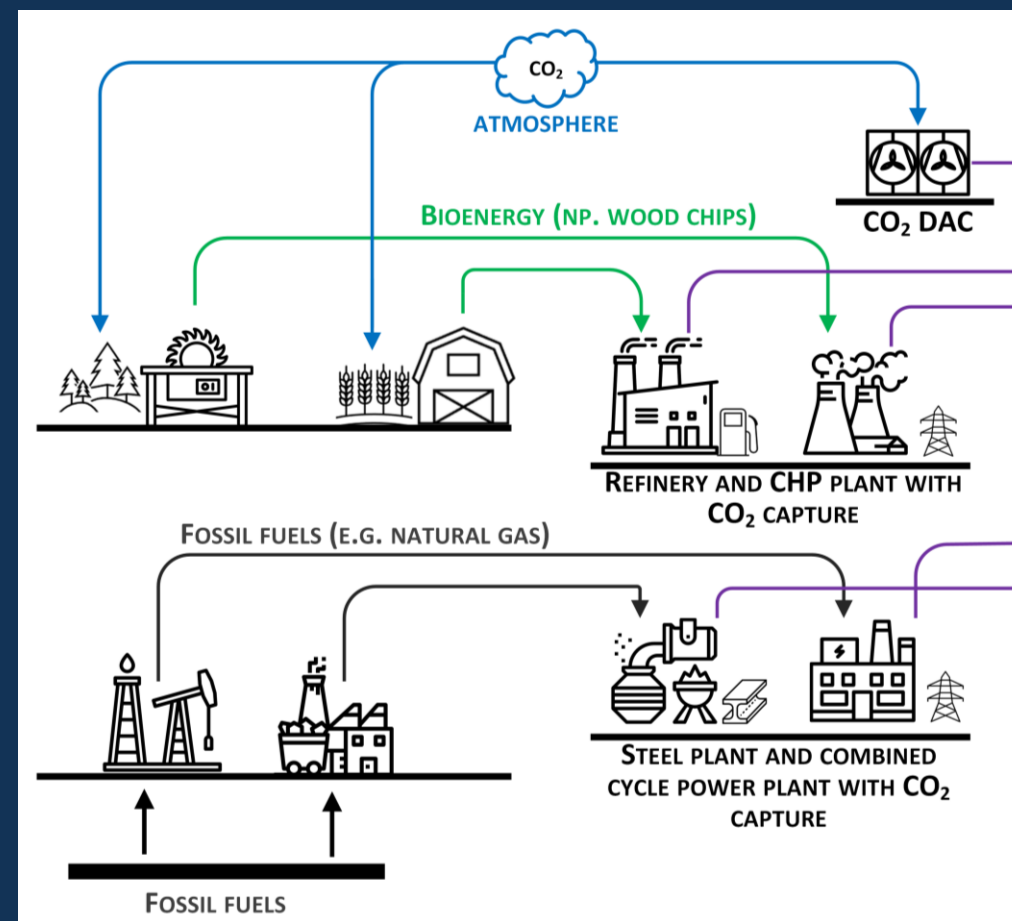 CO₂
ATMOSPHERE
CO₂ DAC
BIOENERGY (NP. WOOD CHIPS)
REFINERY AND CHP PLANT WITH
CO₂ CAPTURE
FOSSIL FUELS (E.G. NATURAL GAS)
STEEL PLANT AND COMBINED
CYCLE POWER PLANT WITH CO₂
CAPTURE
FOSSIL FUELS